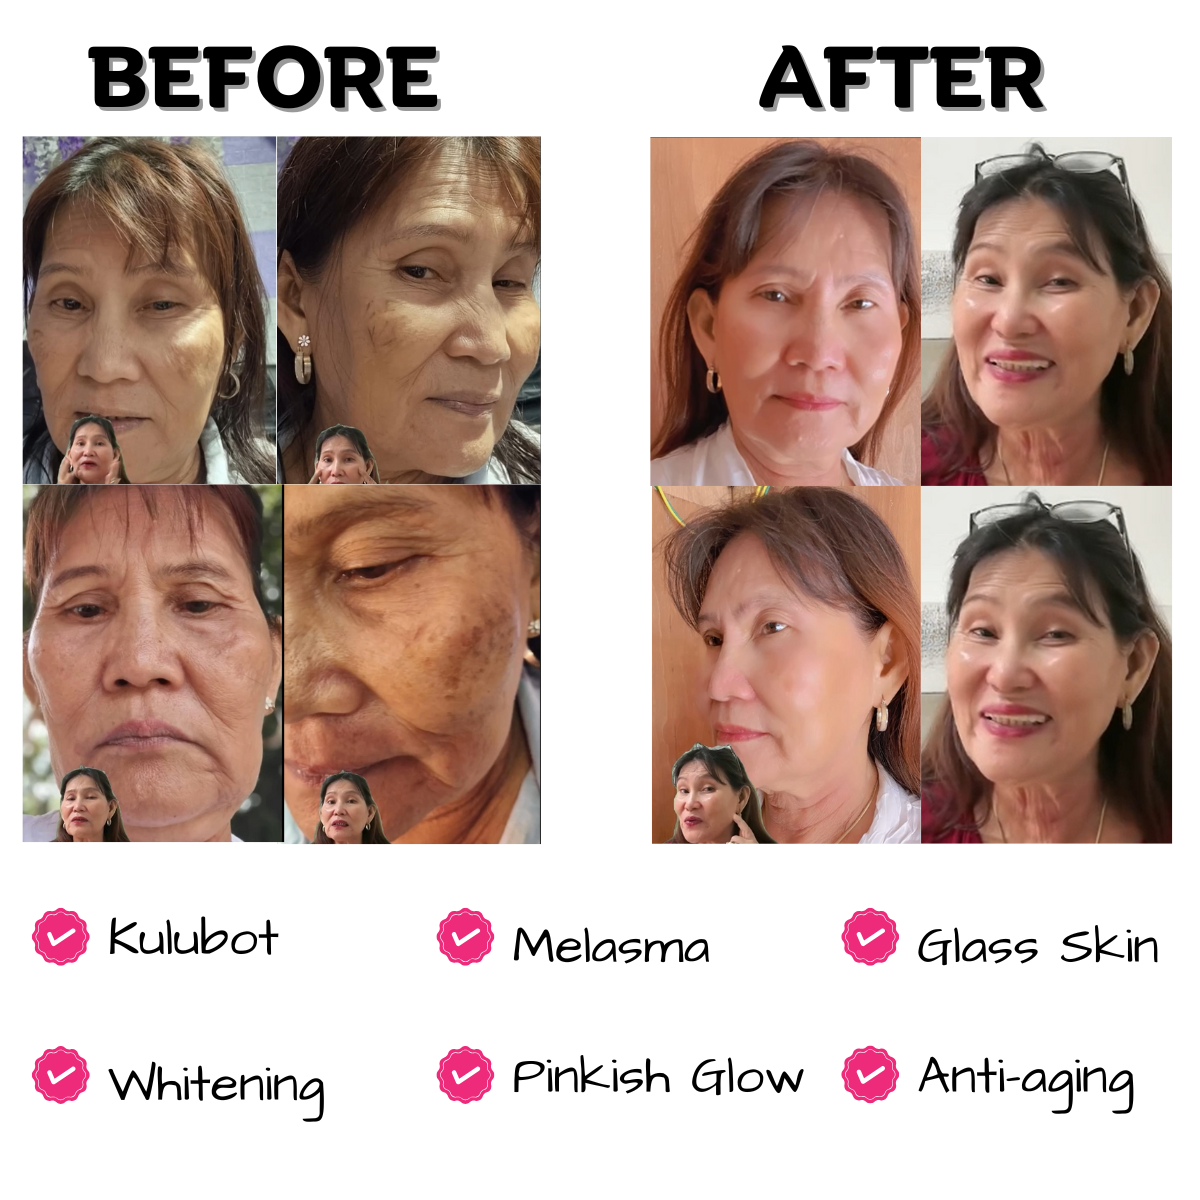 BEFORE
AFTER
Kulubot
Melasma
Glass Skin
Whitening
Pinkish Glow
Anti-aging